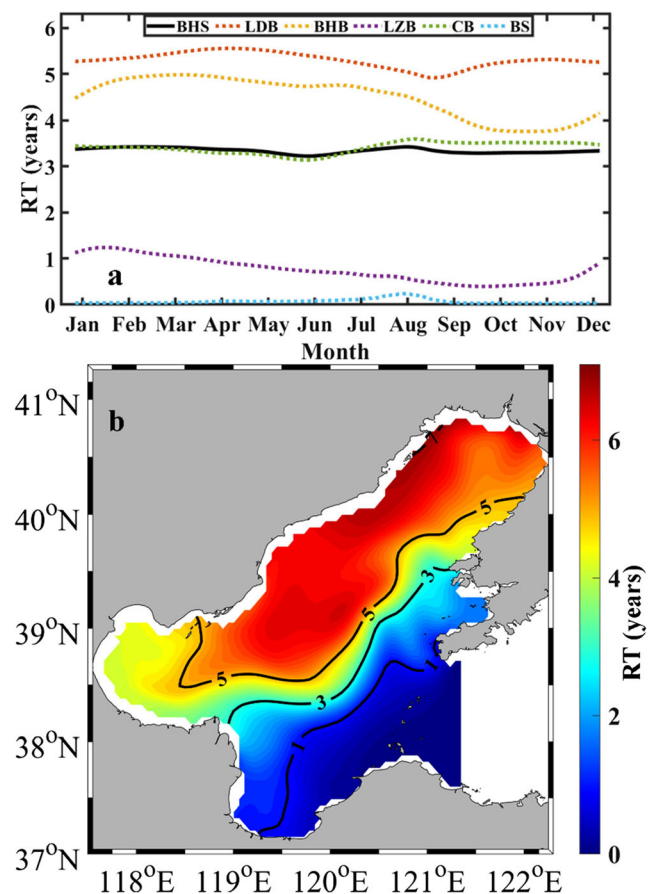 BHS LDB BHB LZB CB BS
6
5
4
3
2
1
0
RT (years)
a
Jan Feb Mar Apr May Jun Jul Aug Sep Oct Nov Dec
Month
b
41°N
40°N
39°N
38°N
37°N
118°E 119°E 120°E 121°E 122°E
7
5
3
5
5
3
1
1
6
4
2
0
RT (years)